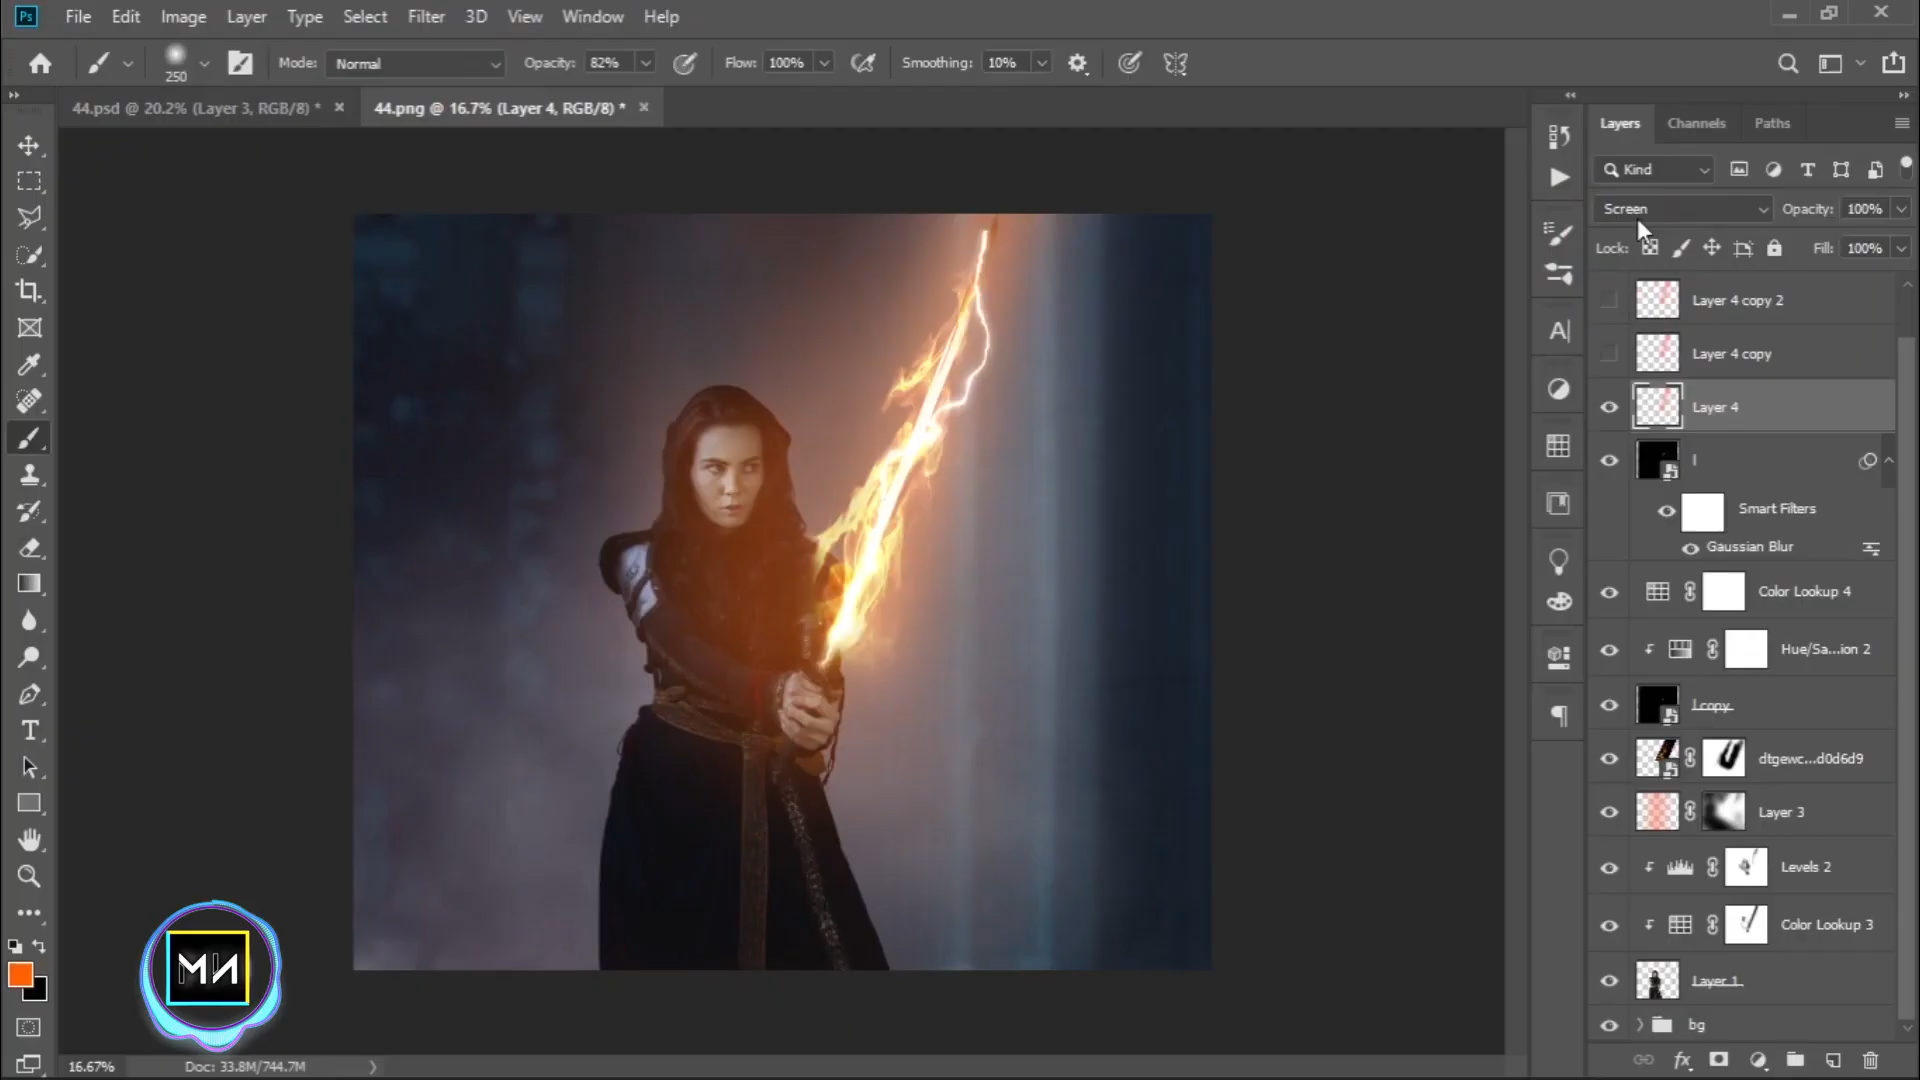 Ps File Edit Image Layer Type Select Filter 3D View Window Help
250 Mode: Normal Opacity: 82% Flow: 100% Smoothing: 10%
44.psd @ 20.2% (Layer 3, RGB/8) * × 44.png @ 16.7% (Layer 4, RGB/8) * ×
Layers Channels Paths
Kind
Screen Opacity: 100%
Lock: Fill: 100%
Layer 4 copy 2
Layer 4 copy
Layer 4
l
Smart Filters
Gaussian Blur
Color Lookup 4
Hue/Sa...ion 2
l copy
dtgewc...d0d6d9
Layer 3
Levels 2
Color Lookup 3
Layer 1
bg
16.67% Doc: 33.8M/744.7M